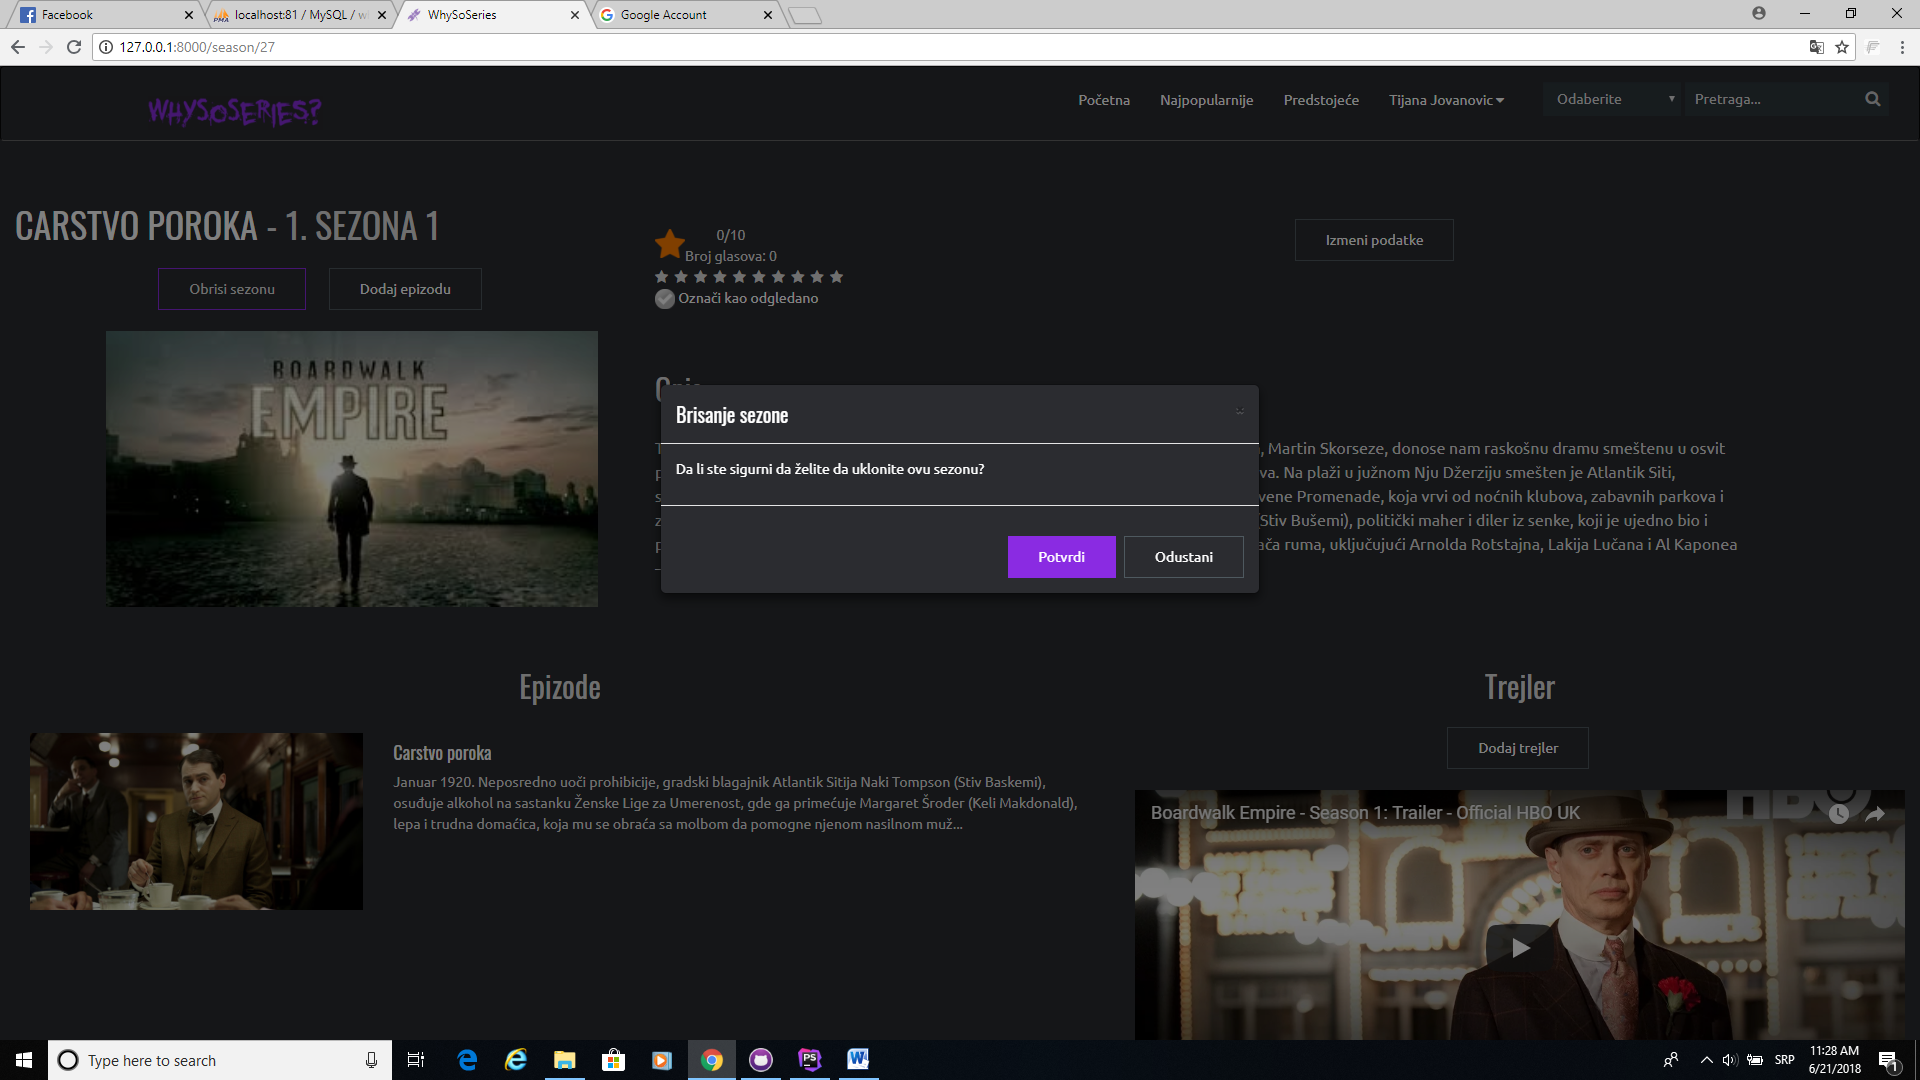 Facebook
localhost:81 / MySQL / w
WhySoSeries
Google Account
127.0.0.1:8000/season/27
WHYSOSERIES?
Početna
Najpopularnije
Predstojeće
Tijana Jovanovic
Odaberite
Pretraga...
CARSTVO POROKA - 1. SEZONA 1
0/10
Broj glasova: 0
Označi kao odgledano
Izmeni podatke
Obrisi sezonu
Dodaj epizodu
BOARDWALK
EMPIRE
Brisanje sezone
Da li ste sigurni da želite da uklonite ovu sezonu?
Potvrdi
Odustani
, Martin Skorseze, donose nam raskošnu dramu smeštenu u osvit
va. Na plaži u južnom Nju Džerziju smešten je Atlantik Siti,
vene Promenade, koja vrvi od noćnih klubova, zabavnih parkova i
(Stiv Bušemi), politički maher i diler iz senke, koji je ujedno bio i
ača ruma, uključujući Arnolda Rotstajna, Lakija Lučana i Al Kaponea
Epizode
Carstvo poroka
Januar 1920. Neposredno uoči prohibicije, gradski blagajnik Atlantik Sitija Naki Tompson (Stiv Baskemi),
osuđuje alkohol na sastanku Ženske Lige za Umerenost, gde ga primećuje Margaret Šroder (Keli Makdonald),
lepa i trudna domaćica, koja mu se obraća sa molbom da pomogne njenom nasilnom muž...
Trejler
Dodaj trejler
Boardwalk Empire - Season 1: Trailer - Official HBO UK
HBO
Type here to search
SRP
11:28 AM
6/21/2018
1